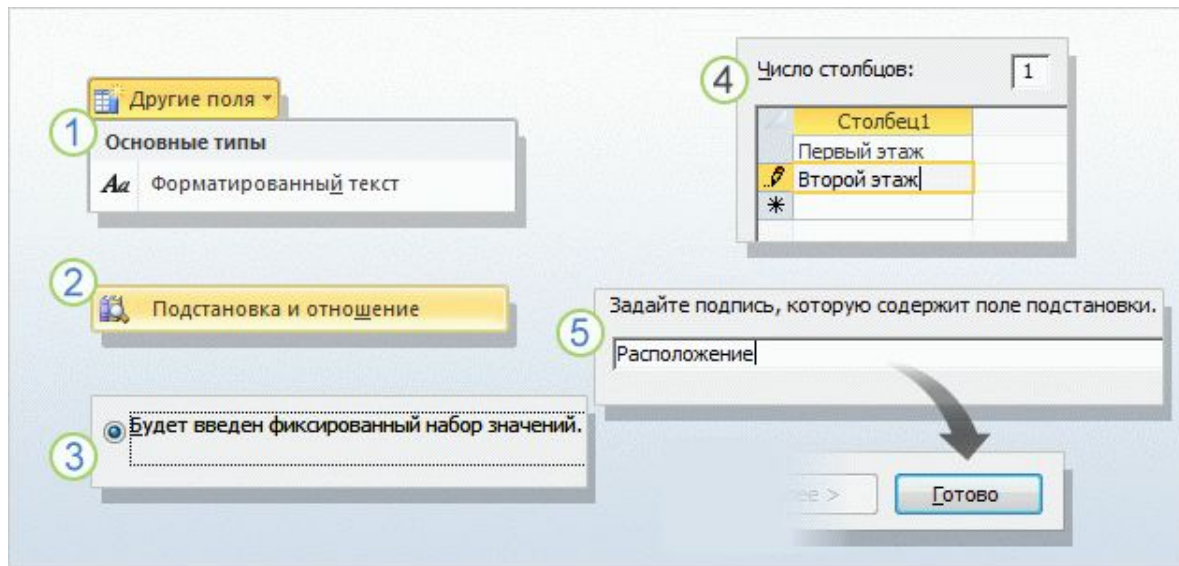 1
Другие поля
Основные типы
Aa Форматированный текст
2
Подстановка и отношение
3
Будет введен фиксированный набор значений.
4
Число столбцов: 1
Столбец1
Первый этаж
Второй этаж
5
Задайте подпись, которую содержит поле подстановки.
Расположение
Готово